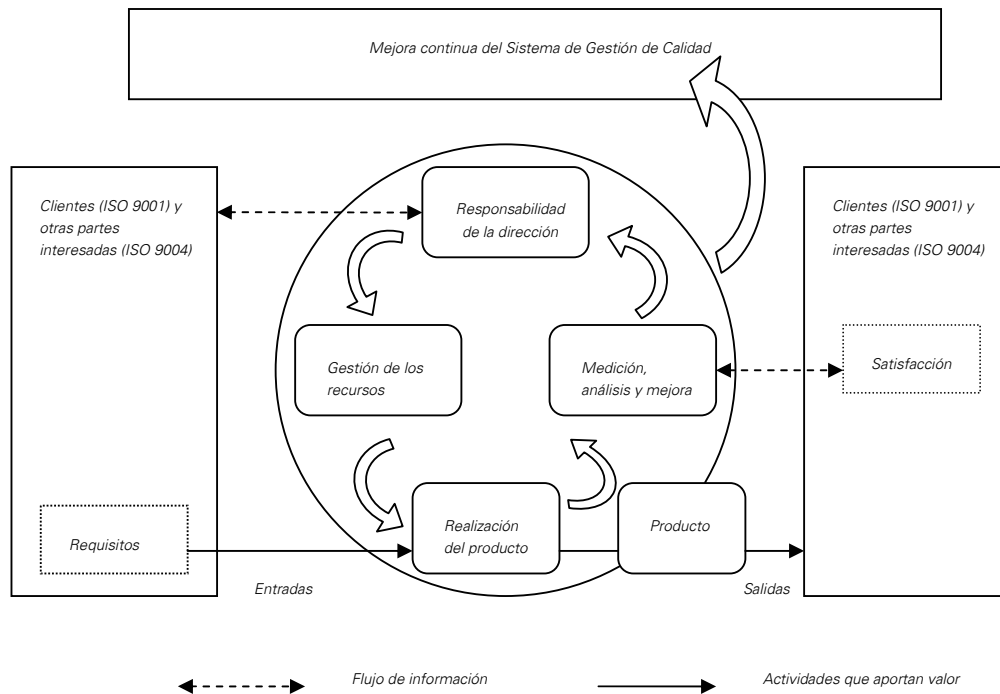 Mejora continua del Sistema de Gestión de Calidad
Clientes (ISO 9001) y
otras partes
interesadas (ISO 9004)
Responsabilidad
de la dirección
Clientes (ISO 9001) y
otras partes
interesadas (ISO 9004)
Gestión de los
recursos
Medición,
análisis y mejora
Satisfacción
Requisitos
Realización
del producto
Producto
Entradas
Salidas
Flujo de información
Actividades que aportan valor